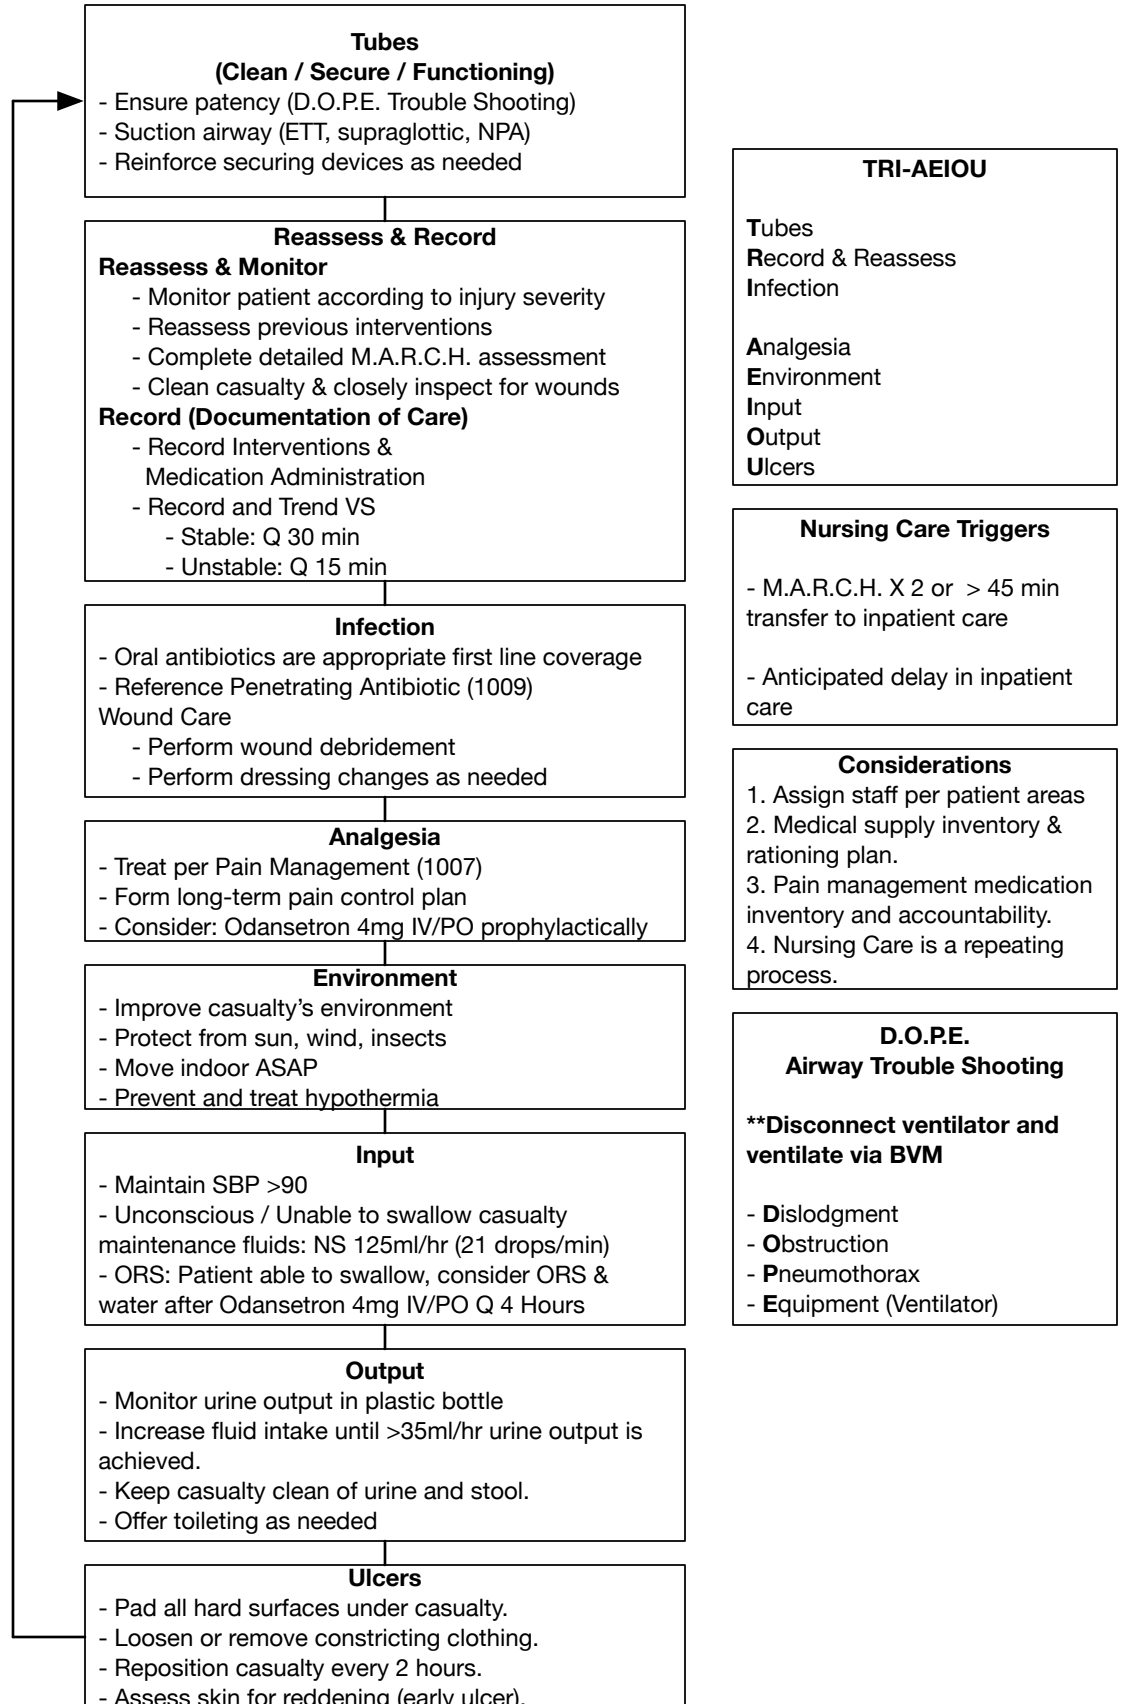 Tubes
(Clean / Secure / Functioning)
- Ensure patency (D.O.P.E. Trouble Shooting)
- Suction airway (ETT, supraglottic, NPA)
- Reinforce securing devices as needed
Reassess & Record
Reassess & Monitor
- Monitor patient according to injury severity
- Reassess previous interventions
- Complete detailed M.A.R.C.H. assessment
- Clean casualty & closely inspect for wounds
Record (Documentation of Care)
- Record Interventions &
Medication Administration
- Record and Trend VS
- Stable: Q 30 min
- Unstable: Q 15 min
Infection
- Oral antibiotics are appropriate first line coverage
- Reference Penetrating Antibiotic (1009)
Wound Care
- Perform wound debridement
- Perform dressing changes as needed
Analgesia
- Treat per Pain Management (1007)
- Form long-term pain control plan
- Consider: Odansetron 4mg IV/PO prophylactically
Environment
- Improve casualty’s environment
- Protect from sun, wind, insects
- Move indoor ASAP
- Prevent and treat hypothermia
Input
- Maintain SBP >90
- Unconscious / Unable to swallow casualty
maintenance fluids: NS 125ml/hr (21 drops/min)
- ORS: Patient able to swallow, consider ORS &
water after Odansetron 4mg IV/PO Q 4 Hours
Output
- Monitor urine output in plastic bottle
- Increase fluid intake until >35ml/hr urine output is
achieved.
- Keep casualty clean of urine and stool.
- Offer toileting as needed
Ulcers
- Pad all hard surfaces under casualty.
- Loosen or remove constricting clothing.
- Reposition casualty every 2 hours.
- Assess skin for reddening (early ulcer).
TRI-AEIOU
Tubes
Record & Reassess
Infection
Analgesia
Environment
Input
Output
Ulcers
Nursing Care Triggers
- M.A.R.C.H. X 2 or > 45 min
transfer to inpatient care
- Anticipated delay in inpatient
care
Considerations
1. Assign staff per patient areas
2. Medical supply inventory &
rationing plan.
3. Pain management medication
inventory and accountability.
4. Nursing Care is a repeating
process.
D.O.P.E.
Airway Trouble Shooting
**Disconnect ventilator and
ventilate via BVM
- Dislodgment
- Obstruction
- Pneumothorax
- Equipment (Ventilator)